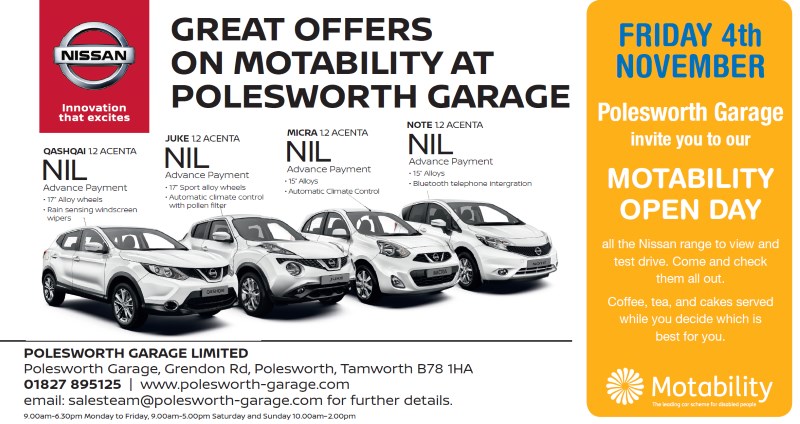 NISSAN
Innovation
that excites
GREAT OFFERS
ON MOTABILITY AT
POLESWORTH GARAGE
QASHQAI 1.2 ACENTA
NIL
Advance Payment
• 17" Alloy wheels
• Rain sensing windscreen
wipers
JUKE 1.2 ACENTA
NIL
Advance Payment
• 17" Sport alloy wheels
• Automatic climate control
with pollen filter
MICRA 1.2 ACENTA
NIL
Advance Payment
• 15" Alloys
• Automatic Climate Control
NOTE 1.2 ACENTA
NIL
Advance Payment
• 15" Alloys
• Bluetooth telephone intergration
POLESWORTH GARAGE LIMITED
Polesworth Garage, Grendon Rd, Polesworth, Tamworth B78 1HA
01827 895125 | www.polesworth-garage.com
email: salesteam@polesworth-garage.com for further details.
9.00am-6.30pm Monday to Friday, 9.00am-5.00pm Saturday and Sunday 10.00am-2.00pm
FRIDAY 4th
NOVEMBER
Polesworth Garage
invite you to our
MOTABILITY
OPEN DAY
all the Nissan range to view and
test drive. Come and check
them all out.
Coffee, tea, and cakes served
while you decide which is
best for you.
Motability
The leading car scheme for disabled people